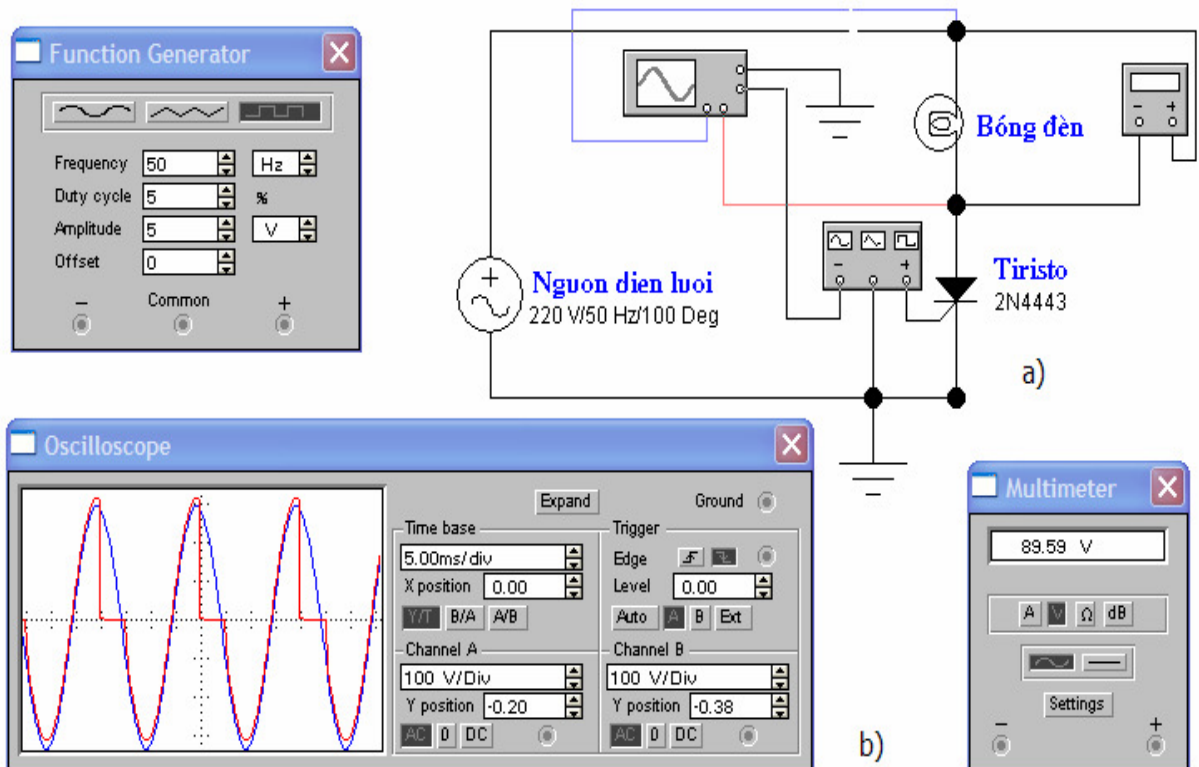 Function Generator
Frequency 50 Hz
Duty cycle 5 %
Amplitude 5 V
Offset 0
− Common +
Bóng đèn
− +
− +
Nguon dien luoi
220 V/50 Hz/100 Deg
Tiristo
2N4443
a)
Oscilloscope
Expand Ground
Time base Trigger
5.00ms/div Edge
X position 0.00 Level 0.00
Y/T B/A A/B Auto A B Ext
Channel A Channel B
100 V/Div 100 V/Div
Y position -0.20 Y position -0.38
AC 0 DC AC 0 DC
b)
Multimeter
89.59 V
A V Ω dB
Settings
− +